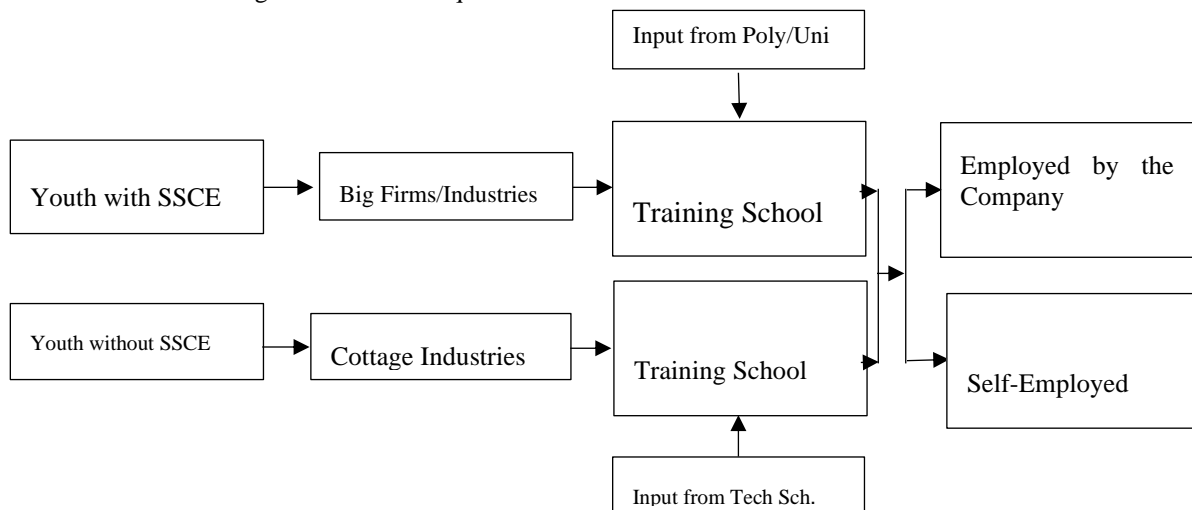 Input from Poly/Uni
Youth with SSCE
Big Firms/Industries
Training School
Employed by the
Company
Youth without SSCE
Cottage Industries
Training School
Self-Employed
Input from Tech Sch.